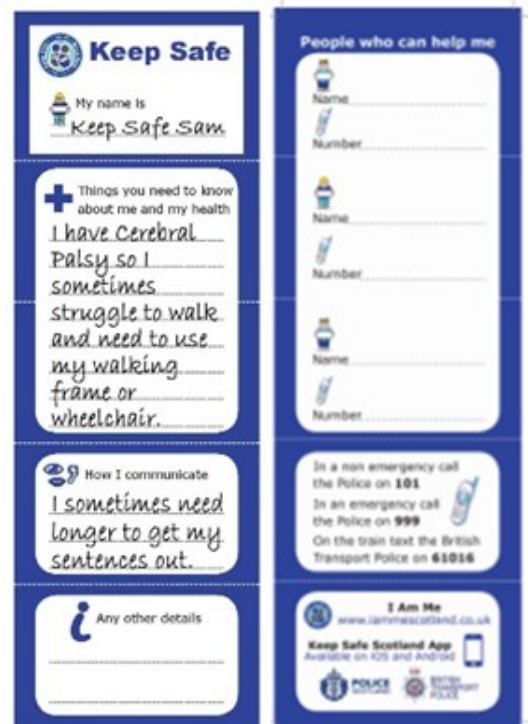 Keep Safe
My name is
Keep Safe Sam
Things you need to know
about me and my health
I have Cerebral
Palsy so I
sometimes
struggle to walk
and need to use
my walking
frame or
wheelchair.
How I communicate
I sometimes need
longer to get my
sentences out.
Any other details
People who can help me
Name
Number
Name
Number
Name
Number
In a non emergency call
the Police on 101
In an emergency call
the Police on 999
On the train text the British
Transport Police on 61016
I Am Me
www.iammescotland.co.uk
Keep Safe Scotland App
Available on iOS and Android
POLICE
SCOTLAND
BRITISH
TRANSPORT
POLICE